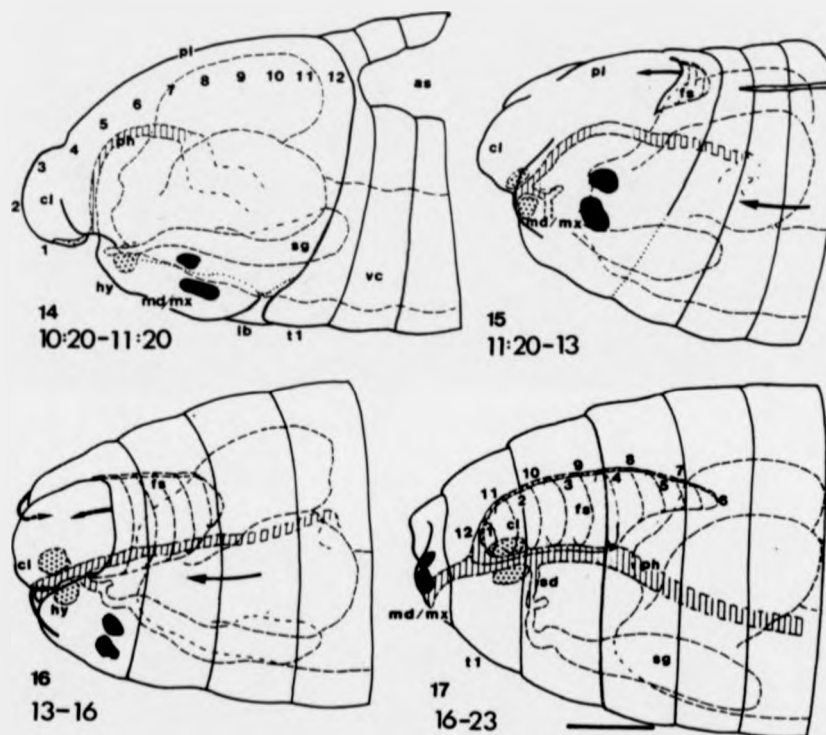 pl
7 8 9 10 11 12
6
5
4
3
2
1
ph
cl
as
sg
hy
md/mx
vc
lb
t1
14
10:20-11:20
pl
fs
cl
md/mx
15
11:20-13
fs
cl
hy
16
13-16
12 11 10 9 8 7 6
1 2 3 4 5
cl
fs
ph
sd
md/mx
t1
sg
17
16-23